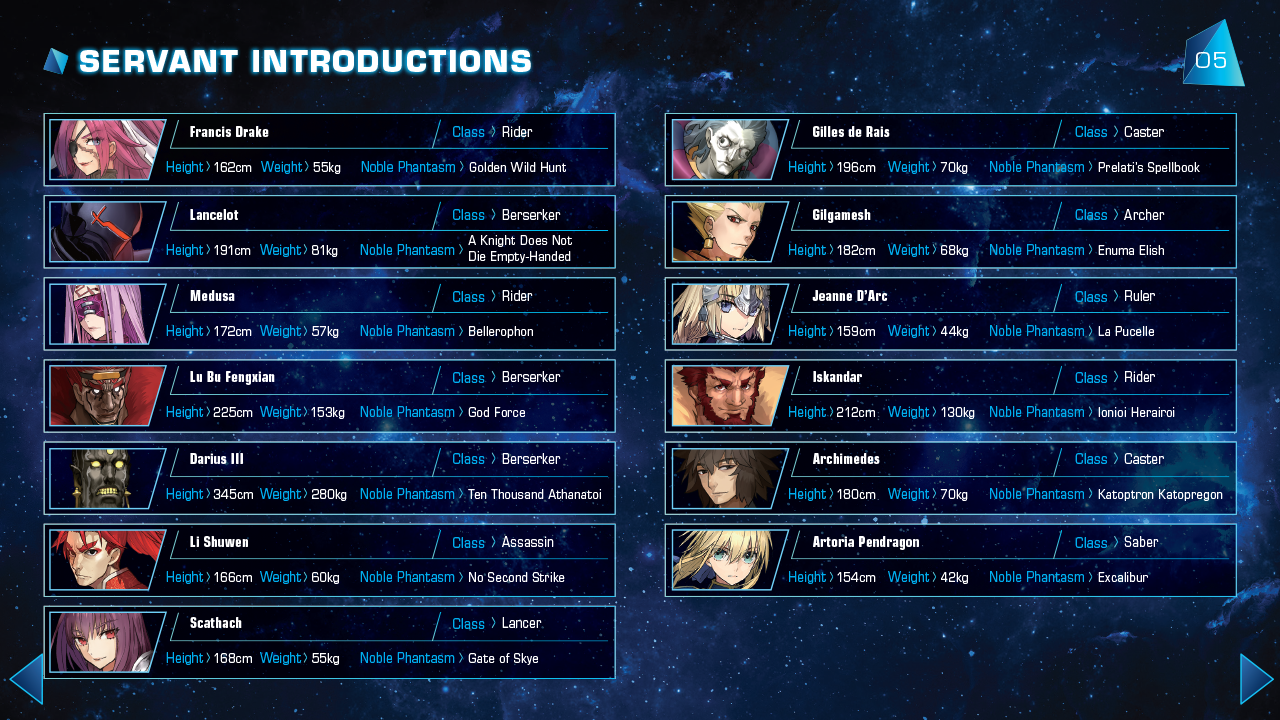 SERVANT INTRODUCTIONS
05
Francis Drake Class > Rider
Height > 162cm Weight > 55kg Noble Phantasm > Golden Wild Hunt
Lancelot Class > Berserker
Height > 191cm Weight > 81kg Noble Phantasm > A Knight Does Not
Die Empty-Handed
Medusa Class > Rider
Height > 172cm Weight > 57kg Noble Phantasm > Bellerophon
Lu Bu Fengxian Class > Berserker
Height > 225cm Weight > 153kg Noble Phantasm > God Force
Darius III Class > Berserker
Height > 345cm Weight > 280kg Noble Phantasm > Ten Thousand Athanatoi
Li Shuwen Class > Assassin
Height > 166cm Weight > 60kg Noble Phantasm > No Second Strike
Scathach Class > Lancer
Height > 168cm Weight > 55kg Noble Phantasm > Gate of Skye
Gilles de Rais Class > Caster
Height > 196cm Weight > 70kg Noble Phantasm > Prelati's Spellbook
Gilgamesh Class > Archer
Height > 182cm Weight > 68kg Noble Phantasm > Enuma Elish
Jeanne D'Arc Class > Ruler
Height > 159cm Weight > 44kg Noble Phantasm > La Pucelle
Iskandar Class > Rider
Height > 212cm Weight > 130kg Noble Phantasm > Ionioi Herairoi
Archimedes Class > Caster
Height > 180cm Weight > 70kg Noble Phantasm > Katoptron Katopregon
Artoria Pendragon Class > Saber
Height > 154cm Weight > 42kg Noble Phantasm > Excalibur